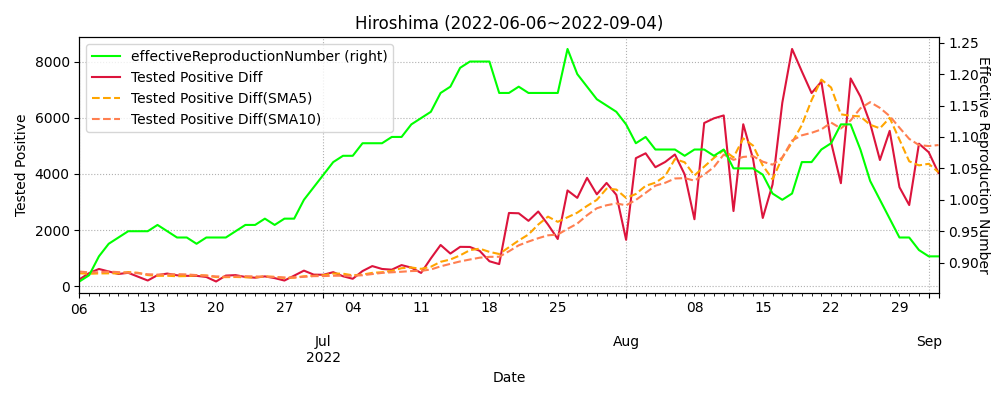 Hiroshima (2022-06-06~2022-09-04)
effectiveReproductionNumber (right)
Tested Positive Diff
Tested Positive Diff(SMA5)
Tested Positive Diff(SMA10)
Tested Positive
8000
6000
4000
2000
0
1.25
1.20
1.15
1.10
1.05
1.00
0.95
0.90
Effective Reproduction Number
06 13 20 27 04 11 18 25 08 15 22 29
Jul Aug Sep
2022
Date